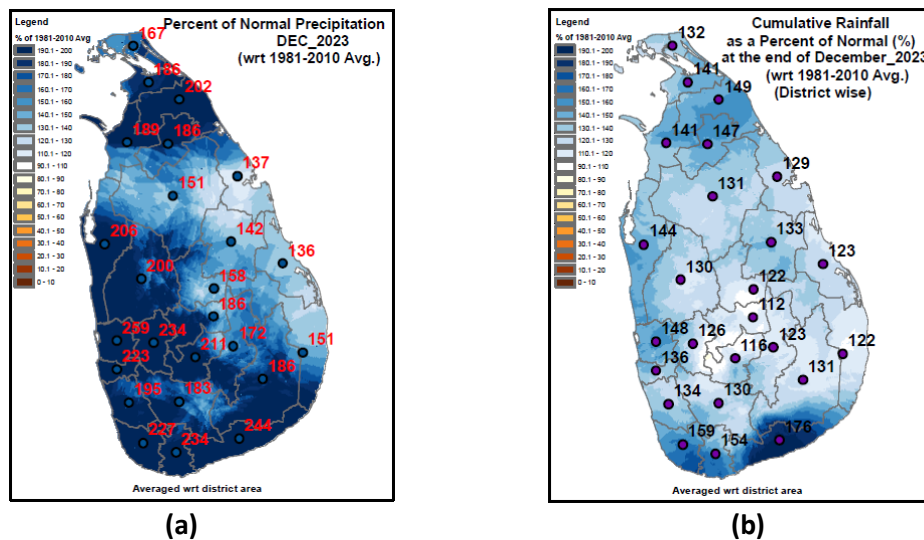 Legend
% of 1981-2010 Avg.
190.1 - 200
180.1 - 190
170.1 - 180
160.1 - 170
150.1 - 160
140.1 - 150
130.1 - 140
120.1 - 130
110.1 - 120
90.1 - 110
80.1 - 90
70.1 - 80
60.1 - 70
50.1 - 60
40.1 - 50
30.1 - 40
20.1 - 30
10.1 - 20
0 - 10
Percent of Normal Precipitation
DEC_2023
(wrt 1981-2010 Avg.)
167
186
202
189
186
137
151
206
142
136
206
158
186
259
234
211
172
151
223
186
195
183
227
234
244
Averaged wrt district area
(a)
Legend
% of 1981-2010 Avg.
190.1 - 200
180.1 - 190
170.1 - 180
160.1 - 170
150.1 - 160
140.1 - 150
130.1 - 140
120.1 - 130
110.1 - 120
90.1 - 110
80.1 - 90
70.1 - 80
60.1 - 70
50.1 - 60
40.1 - 50
30.1 - 40
20.1 - 30
10.1 - 20
0 - 10
Cumulative Rainfall
as a Percent of Normal (%)
at the end of December_2023
(wrt 1981-2010 Avg.)
(District wise)
132
141
149
141
147
129
131
144
133
123
130
122
112
148
126
116
123
122
136
131
134
130
159
154
176
Averaged wrt district area
(b)